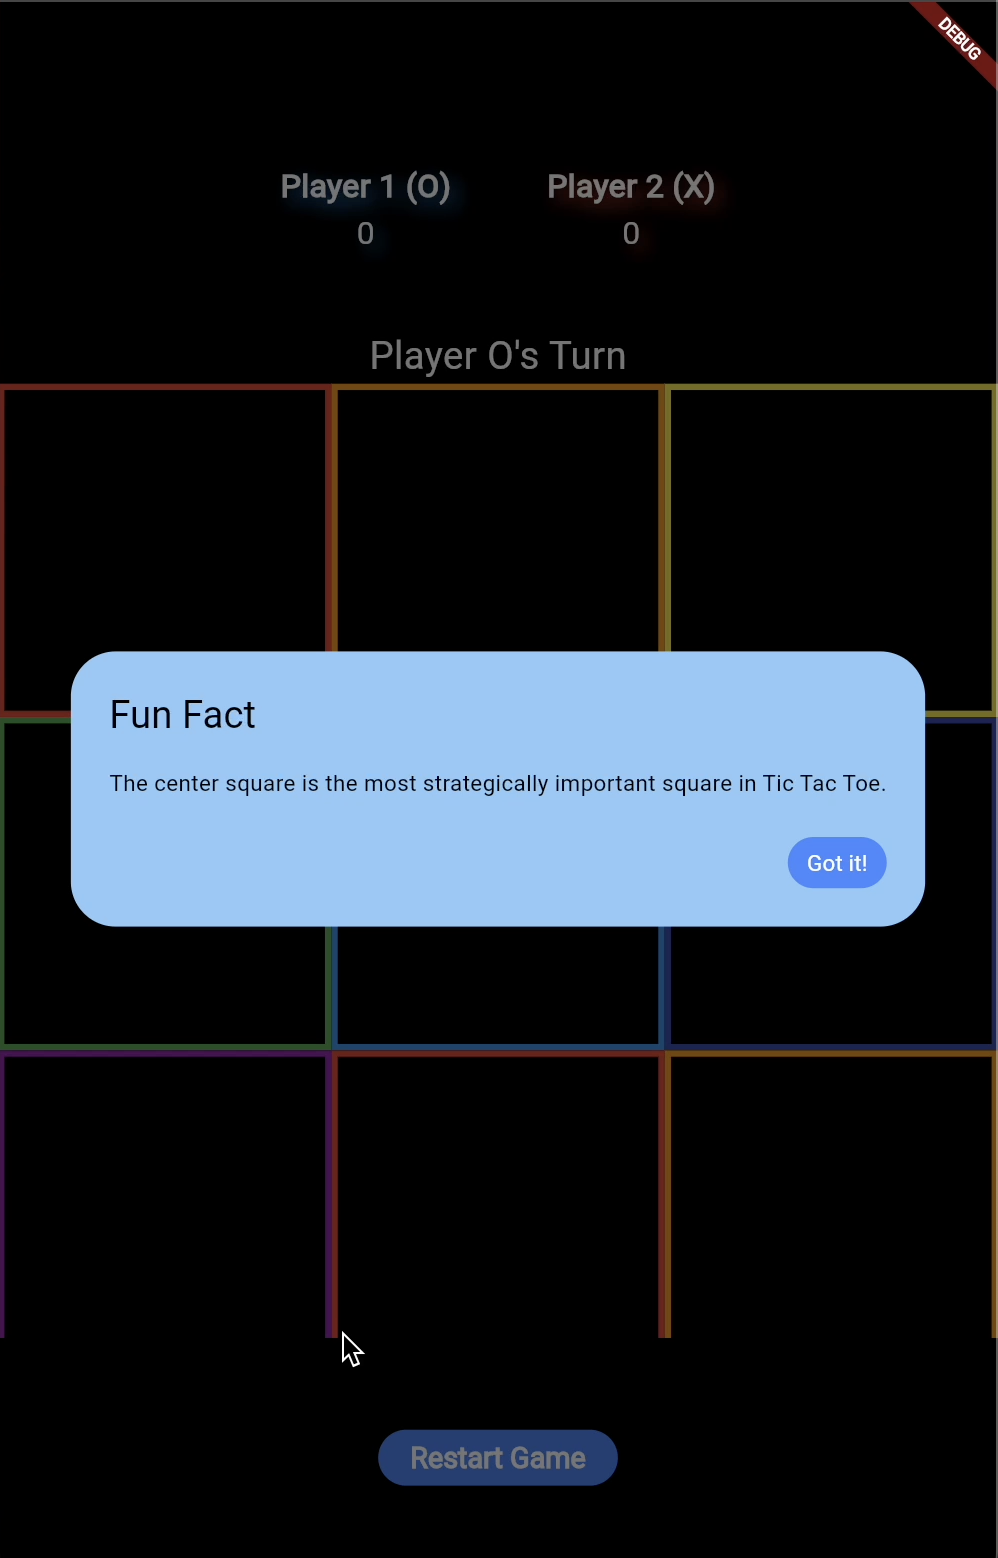 DEBUG
Player 1 (O) Player 2 (X)
0 0
Player O's Turn
Fun Fact
The center square is the most strategically important square in Tic Tac Toe.
Got it!
Restart Game